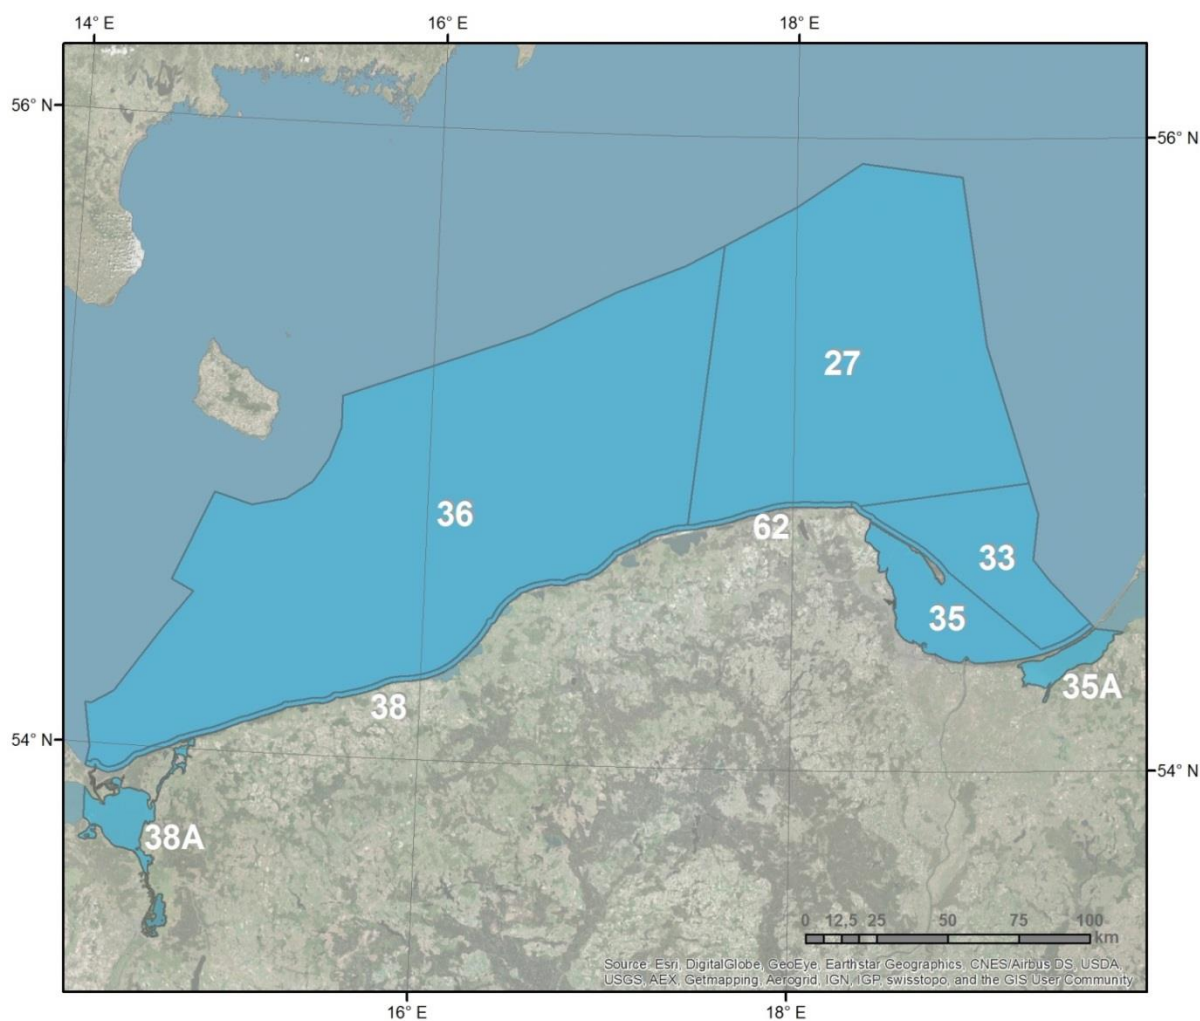 14° E 16° E 18° E
56° N
56° N
27
36
62
33
35
35A
38
54° N
54° N
38A
0 12,5 25 50 75 100
km
Source: Esri, DigitalGlobe, GeoEye, Earthstar Geographics, CNES/Airbus DS, USDA,
USGS, AEX, Getmapping, Aerogrid, IGN, IGP, swisstopo, and the GIS User Community
16° E 18° E